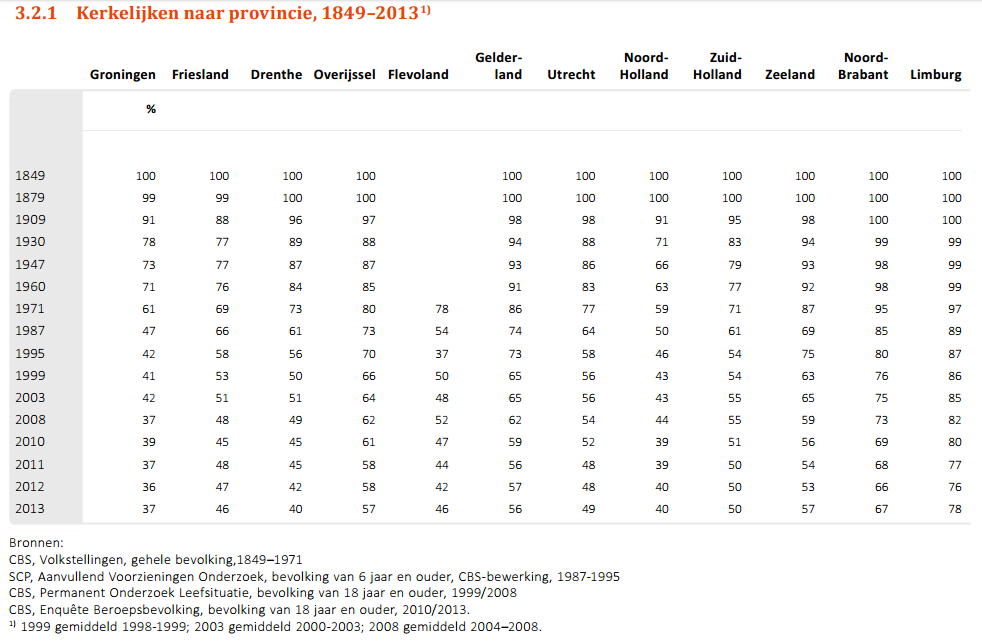 3.2.1 Kerkelijken naar provincie, 1849–2013¹⁾
Groningen Friesland Drenthe Overijssel Flevoland Gelder-land Utrecht Noord-Holland Zuid-Holland Zeeland Noord-Brabant Limburg
%
1849 100 100 100 100 100 100 100 100 100 100 100
1879 99 99 100 100 100 100 100 100 100 100 100
1909 91 88 96 97 98 98 91 95 98 100 100
1930 78 77 89 88 94 88 71 83 94 99 99
1947 73 77 87 87 93 86 66 79 93 98 99
1960 71 76 84 85 91 83 63 77 92 98 99
1971 61 69 73 80 78 86 77 59 71 87 95 97
1987 47 66 61 73 54 74 64 50 61 69 85 89
1995 42 58 56 70 37 73 58 46 54 75 80 87
1999 41 53 50 66 50 65 56 43 54 63 76 86
2003 42 51 51 64 48 65 56 43 55 65 75 85
2008 37 48 49 62 52 62 54 44 55 59 73 82
2010 39 45 45 61 47 59 52 39 51 56 69 80
2011 37 48 45 58 44 56 48 39 50 54 68 77
2012 36 47 42 58 42 57 48 40 50 53 66 76
2013 37 46 40 57 46 56 49 40 50 57 67 78
Bronnen:
CBS, Volkstellingen, gehele bevolking,1849–1971
SCP, Aanvullend Voorzieningen Onderzoek, bevolking van 6 jaar en ouder, CBS-bewerking, 1987-1995
CBS, Permanent Onderzoek Leefsituatie, bevolking van 18 jaar en ouder, 1999/2008
CBS, Enquête Beroepsbevolking, bevolking van 18 jaar en ouder, 2010/2013.
¹⁾ 1999 gemiddeld 1998-1999; 2003 gemiddeld 2000-2003; 2008 gemiddeld 2004–2008.